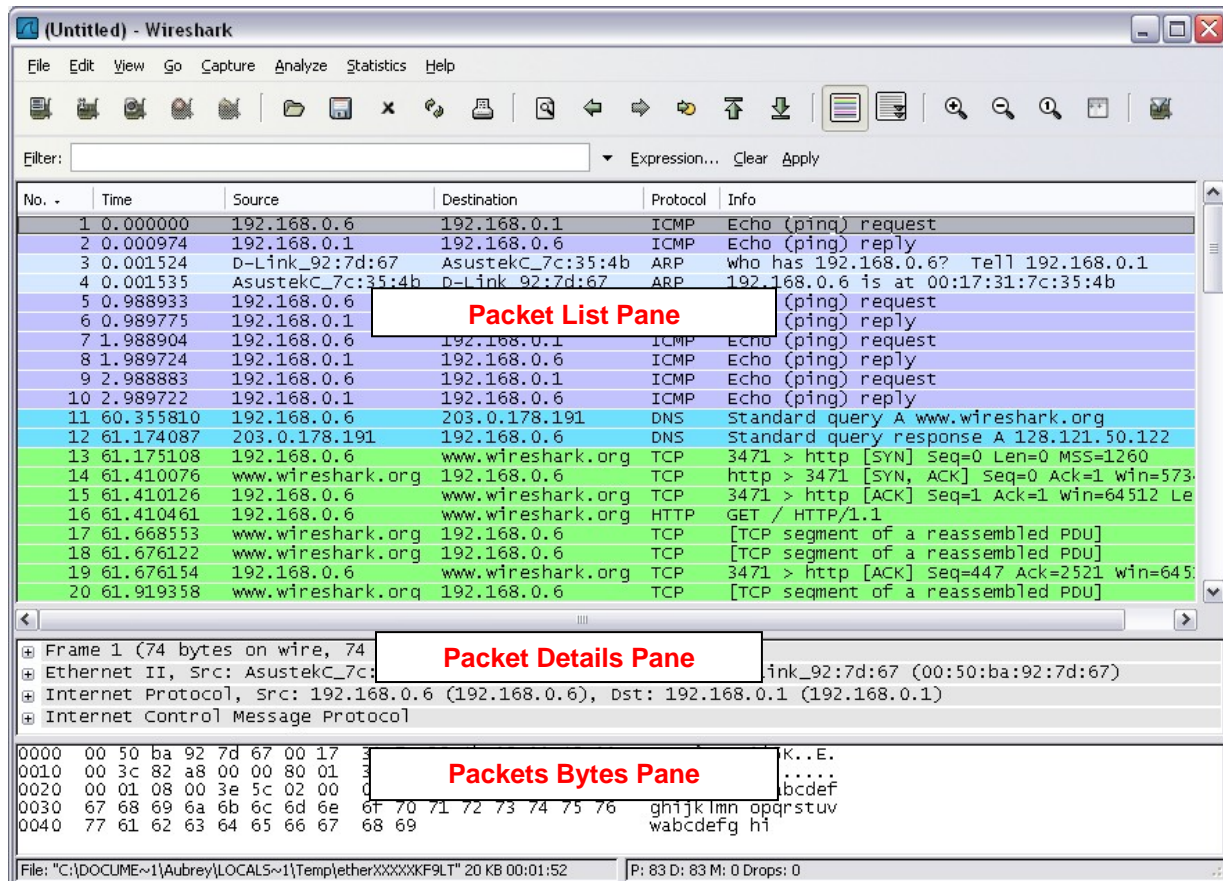 (Untitled) - Wireshark
File Edit View Go Capture Analyze Statistics Help
Filter: Expression... Clear Apply
No. Time Source Destination Protocol Info
1 0.000000 192.168.0.6 192.168.0.1 ICMP Echo (ping) request
2 0.000974 192.168.0.1 192.168.0.6 ICMP Echo (ping) reply
3 0.001524 D-Link_92:7d:67 AsustekC_7c:35:4b ARP who has 192.168.0.6? Tell 192.168.0.1
4 0.001535 AsustekC_7c:35:4b D-Link_92:7d:67 ARP 192.168.0.6 is at 00:17:31:7c:35:4b
5 0.988933 192.168.0.6 (ping) request
Packet List Pane
6 0.989775 192.168.0.1 (ping) reply
7 1.988904 192.168.0.6 192.168.0.1 ICMP Echo (ping) request
8 1.989724 192.168.0.1 192.168.0.6 ICMP Echo (ping) reply
9 2.988883 192.168.0.6 192.168.0.1 ICMP Echo (ping) request
10 2.989722 192.168.0.1 192.168.0.6 ICMP Echo (ping) reply
11 60.355810 192.168.0.6 203.0.178.191 DNS Standard query A www.wireshark.org
12 61.174087 203.0.178.191 192.168.0.6 DNS Standard query response A 128.121.50.122
13 61.175108 192.168.0.6 www.wireshark.org TCP 3471 > http [SYN] Seq=0 Len=0 MSS=1260
14 61.410076 www.wireshark.org 192.168.0.6 TCP http > 3471 [SYN, ACK] Seq=0 Ack=1 Win=573
15 61.410126 192.168.0.6 www.wireshark.org TCP 3471 > http [ACK] Seq=1 Ack=1 Win=64512 Le
16 61.410461 192.168.0.6 www.wireshark.org HTTP GET / HTTP/1.1
17 61.668553 www.wireshark.org 192.168.0.6 TCP [TCP segment of a reassembled PDU]
18 61.676122 www.wireshark.org 192.168.0.6 TCP [TCP segment of a reassembled PDU]
19 61.676154 192.168.0.6 www.wireshark.org TCP 3471 > http [ACK] Seq=447 Ack=2521 Win=645
20 61.919358 www.wireshark.org 192.168.0.6 TCP [TCP segment of a reassembled PDU]
Frame 1 (74 bytes on wire, 74
Packet Details Pane
Ethernet II, Src: AsustekC_7c: ink_92:7d:67 (00:50:ba:92:7d:67)
Internet Protocol, Src: 192.168.0.6 (192.168.0.6), Dst: 192.168.0.1 (192.168.0.1)
Internet Control Message Protocol
0000 00 50 ba 92 7d 67 00 17 K..E.
0010 00 3c 82 a8 00 00 80 01 .....
Packets Bytes Pane
0020 00 01 08 00 3e 5c 02 00 bcdef
0030 67 68 69 6a 6b 6c 6d 6e 6f 70 71 72 73 74 75 76 ghijklmn opqrstuv
0040 77 61 62 63 64 65 66 67 68 69 wabcdefg hi
File: "C:\DOCUME~1\Aubrey\LOCALS~1\Temp\etherXXXXXKF9LT" 20 KB 00:01:52 P: 83 D: 83 M: 0 Drops: 0